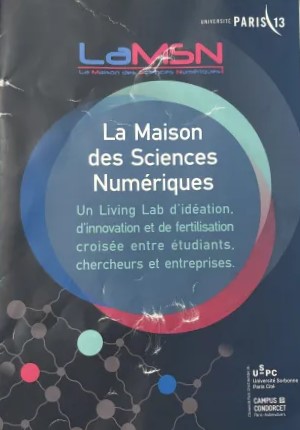 UNIVERSITÉ PARIS 13
LaMSN
La Maison des Sciences Numériques
La Maison
des Sciences
Numériques
Un Living Lab d'idéation,
d'innovation et de fertilisation
croisée entre étudiants,
chercheurs et entreprises.
USPC
Université Sorbonne
Paris Cité
CAMPUS
CONDORCET
Paris-Aubervilliers